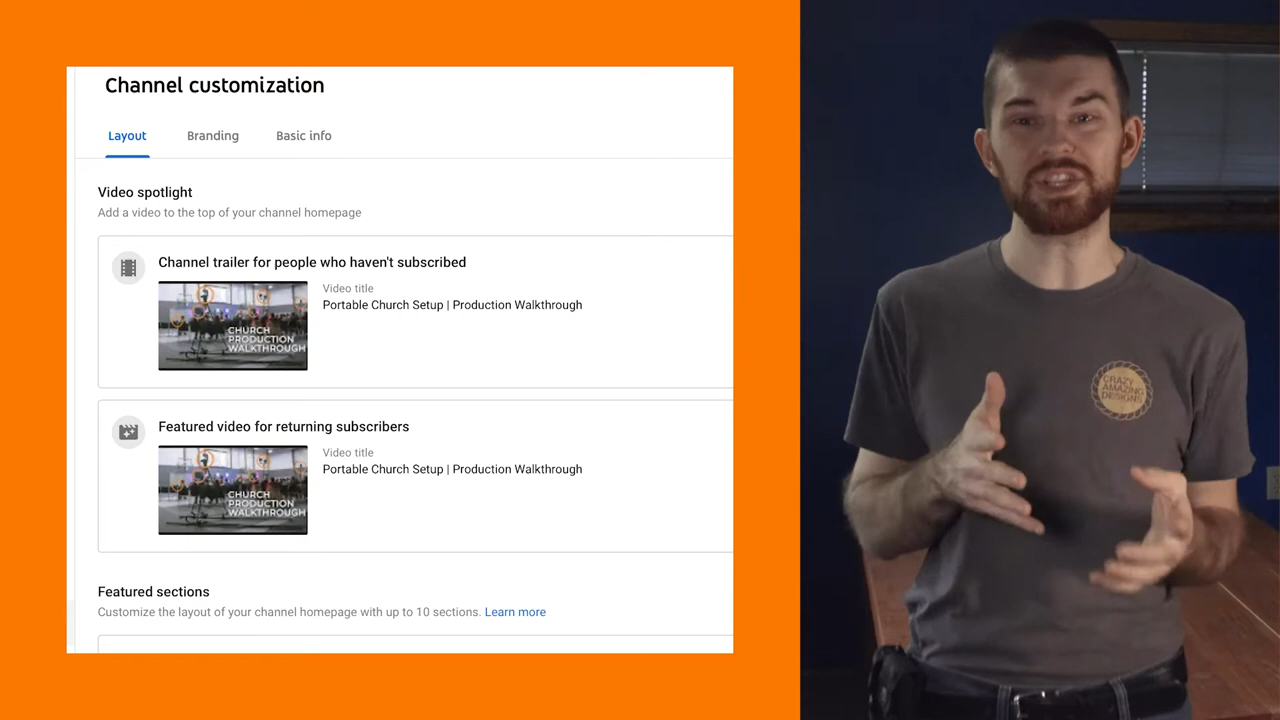 Channel customization
Layout Branding Basic info
Video spotlight
Add a video to the top of your channel homepage
Channel trailer for people who haven't subscribed
Video title
Portable Church Setup | Production Walkthrough
CHURCH
PRODUCTION
WALKTHROUGH
Featured video for returning subscribers
Video title
Portable Church Setup | Production Walkthrough
CHURCH
PRODUCTION
WALKTHROUGH
Featured sections
Customize the layout of your channel homepage with up to 10 sections. Learn more
CRAZY
AMAZING
DESIGNS